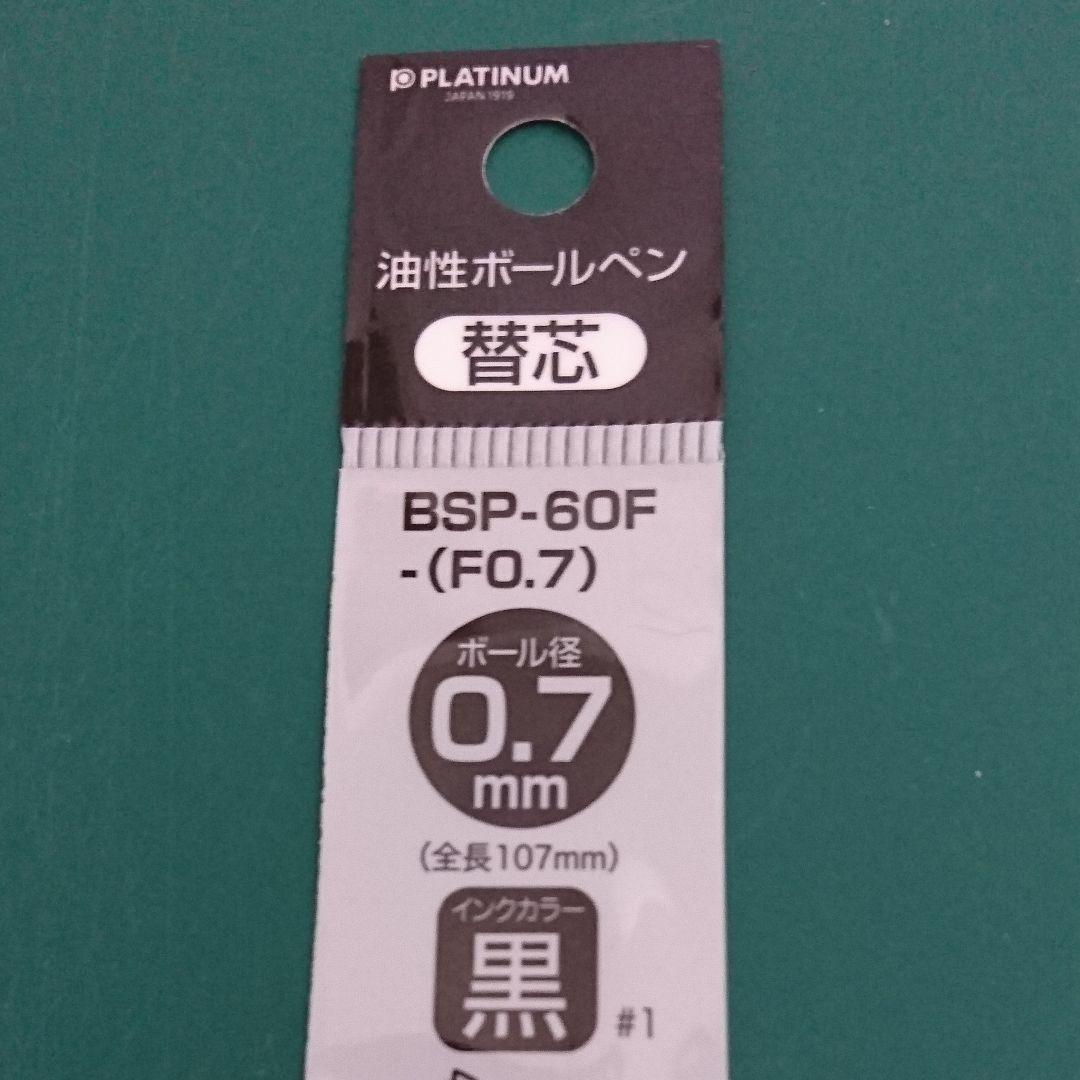 PLATINUM
JAPAN 1919
油性ボールペン
替芯
BSP-60F
-(F0.7)
ボール径
0.7
mm
(全長107mm)
インクカラー
黒
#1